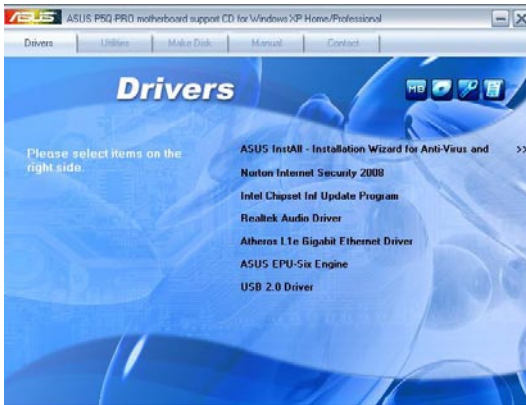 ASUS ASUS P5Q PRO motherboard support CD for Windows XP Home/Professional
Drivers Utilities Make Disk Manual Contact
Drivers
MB
Please select items on the
right side.
ASUS InstAll - Installation Wizard for Anti-Virus and >>
Norton Internet Security 2008
Intel Chipset Inf Update Program
Realtek Audio Driver
Atheros L1e Gigabit Ethernet Driver
ASUS EPU-Six Engine
USB 2.0 Driver